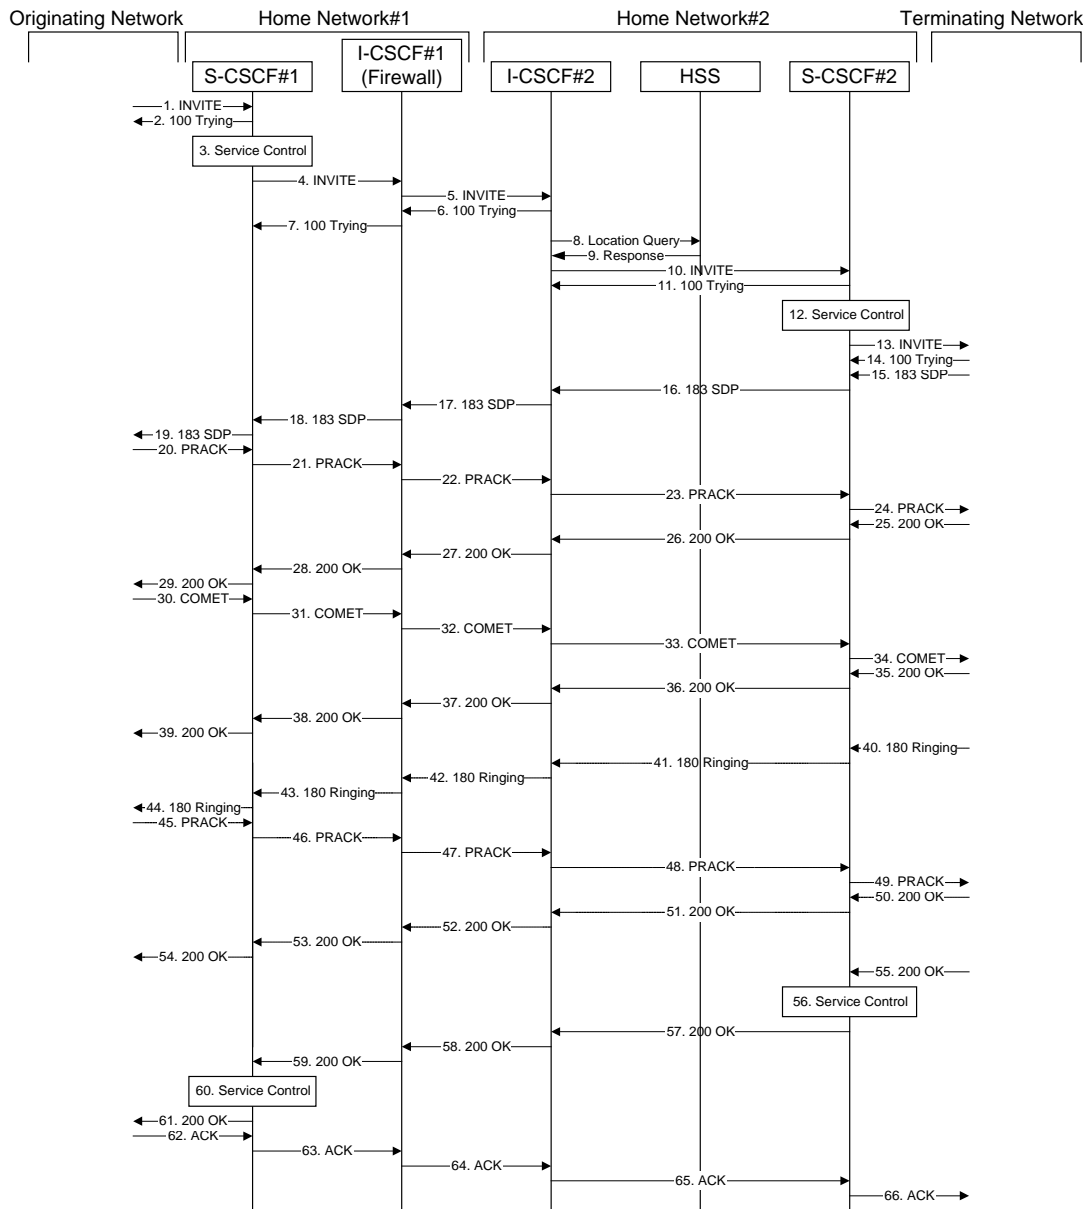 Originating Network
Home Network#1
Home Network#2
Terminating Network
S-CSCF#1
I-CSCF#1
(Firewall)
I-CSCF#2
HSS
S-CSCF#2
1. INVITE
2. 100 Trying
3. Service Control
4. INVITE
5. INVITE
6. 100 Trying
7. 100 Trying
8. Location Query
9. Response
10. INVITE
11. 100 Trying
12. Service Control
13. INVITE
14. 100 Trying
15. 183 SDP
16. 183 SDP
17. 183 SDP
18. 183 SDP
19. 183 SDP
20. PRACK
21. PRACK
22. PRACK
23. PRACK
24. PRACK
25. 200 OK
26. 200 OK
27. 200 OK
28. 200 OK
29. 200 OK
30. COMET
31. COMET
32. COMET
33. COMET
34. COMET
35. 200 OK
36. 200 OK
37. 200 OK
38. 200 OK
39. 200 OK
40. 180 Ringing
41. 180 Ringing
42. 180 Ringing
43. 180 Ringing
44. 180 Ringing
45. PRACK
46. PRACK
47. PRACK
48. PRACK
49. PRACK
50. 200 OK
51. 200 OK
52. 200 OK
53. 200 OK
54. 200 OK
55. 200 OK
56. Service Control
57. 200 OK
58. 200 OK
59. 200 OK
60. Service Control
61. 200 OK
62. ACK
63. ACK
64. ACK
65. ACK
66. ACK